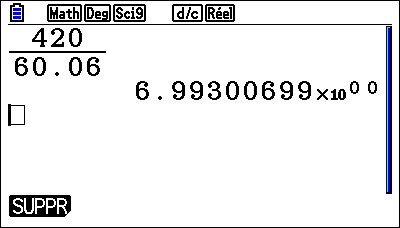 Math Deg Sci9 d/c Réel
420
60.06
6.99300699×10⁰⁰
SUPPR